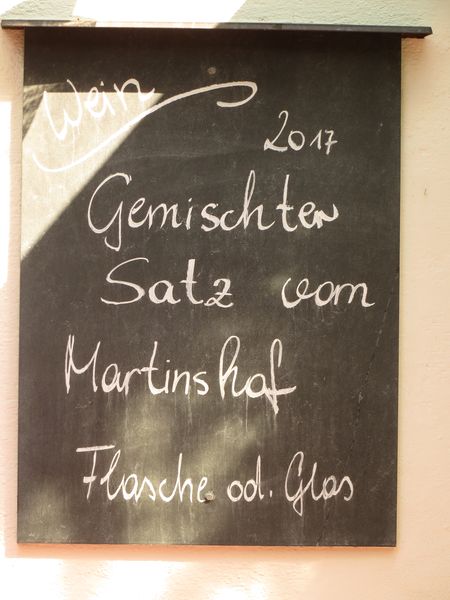 Wein
2017
Gemischter
Satz vom
Martinshof
Flasche od. Glas